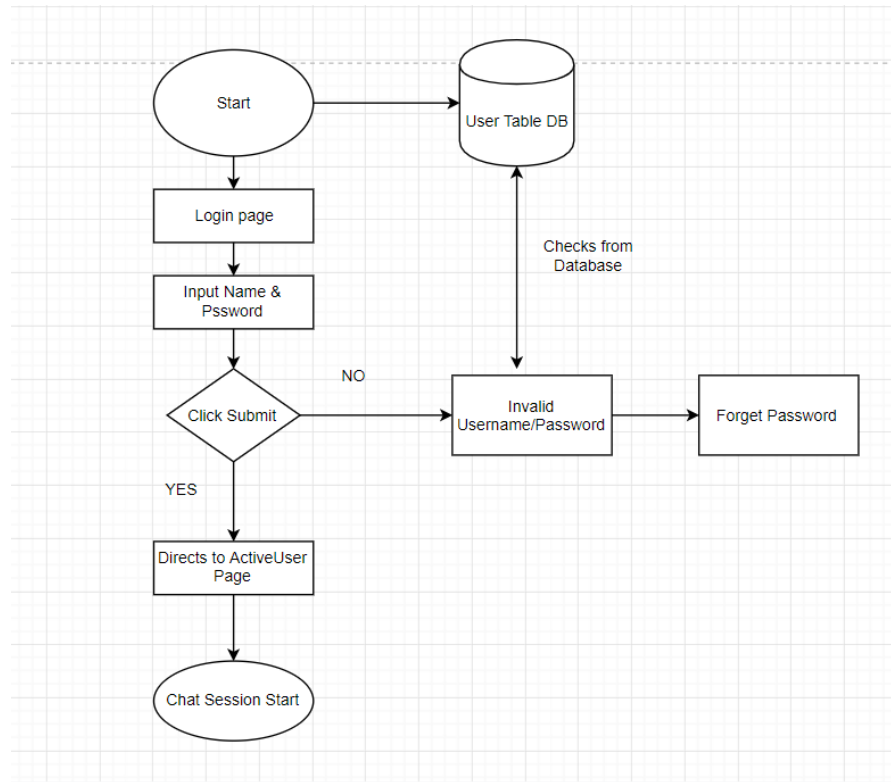 Start
User Table DB
Login page
Checks from
Database
Input Name &
Pssword
NO
Click Submit
Invalid
Username/Password
Forget Password
YES
Directs to ActiveUser
Page
Chat Session Start